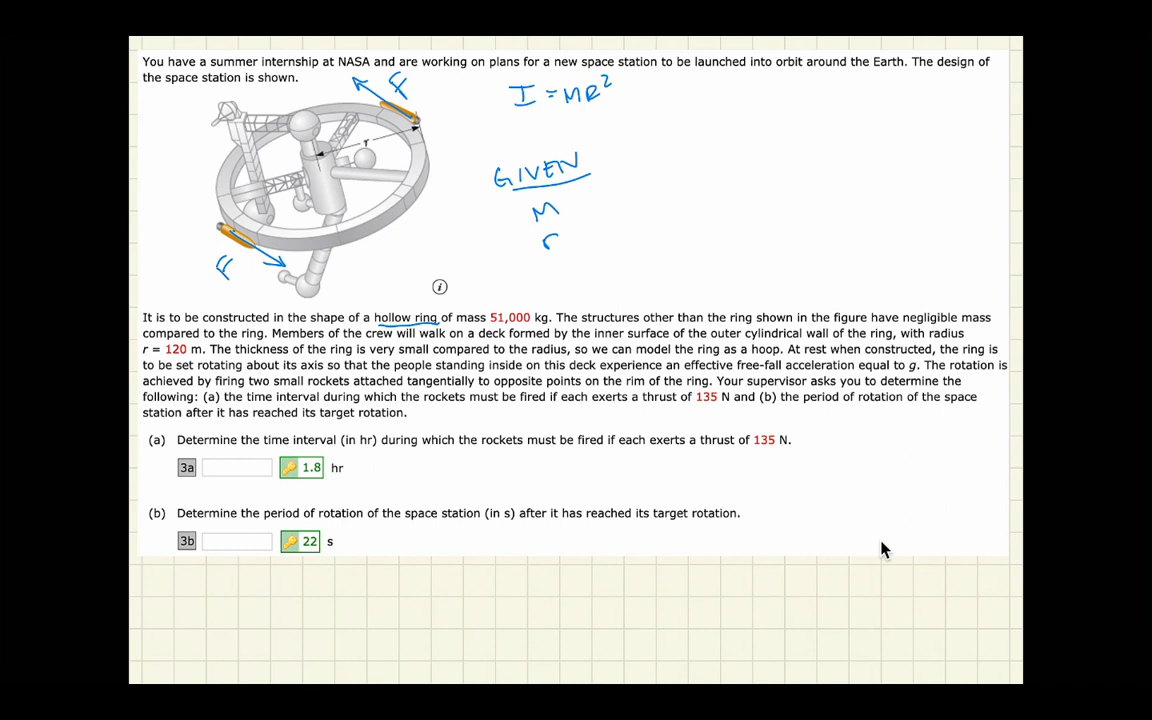 You have a summer internship at NASA and are working on plans for a new space station to be launched into orbit around the Earth. The design of
the space station is shown.
F
I = MR²
r
GIVEN
M
r
F
i
It is to be constructed in the shape of a hollow ring of mass 51,000 kg. The structures other than the ring shown in the figure have negligible mass
compared to the ring. Members of the crew will walk on a deck formed by the inner surface of the outer cylindrical wall of the ring, with radius
r = 120 m. The thickness of the ring is very small compared to the radius, so we can model the ring as a hoop. At rest when constructed, the ring is
to be set rotating about its axis so that the people standing inside on this deck experience an effective free-fall acceleration equal to g. The rotation is
achieved by firing two small rockets attached tangentially to opposite points on the rim of the ring. Your supervisor asks you to determine the
following: (a) the time interval during which the rockets must be fired if each exerts a thrust of 135 N and (b) the period of rotation of the space
station after it has reached its target rotation.
(a) Determine the time interval (in hr) during which the rockets must be fired if each exerts a thrust of 135 N.
3a 1.8 hr
(b) Determine the period of rotation of the space station (in s) after it has reached its target rotation.
3b 22 s